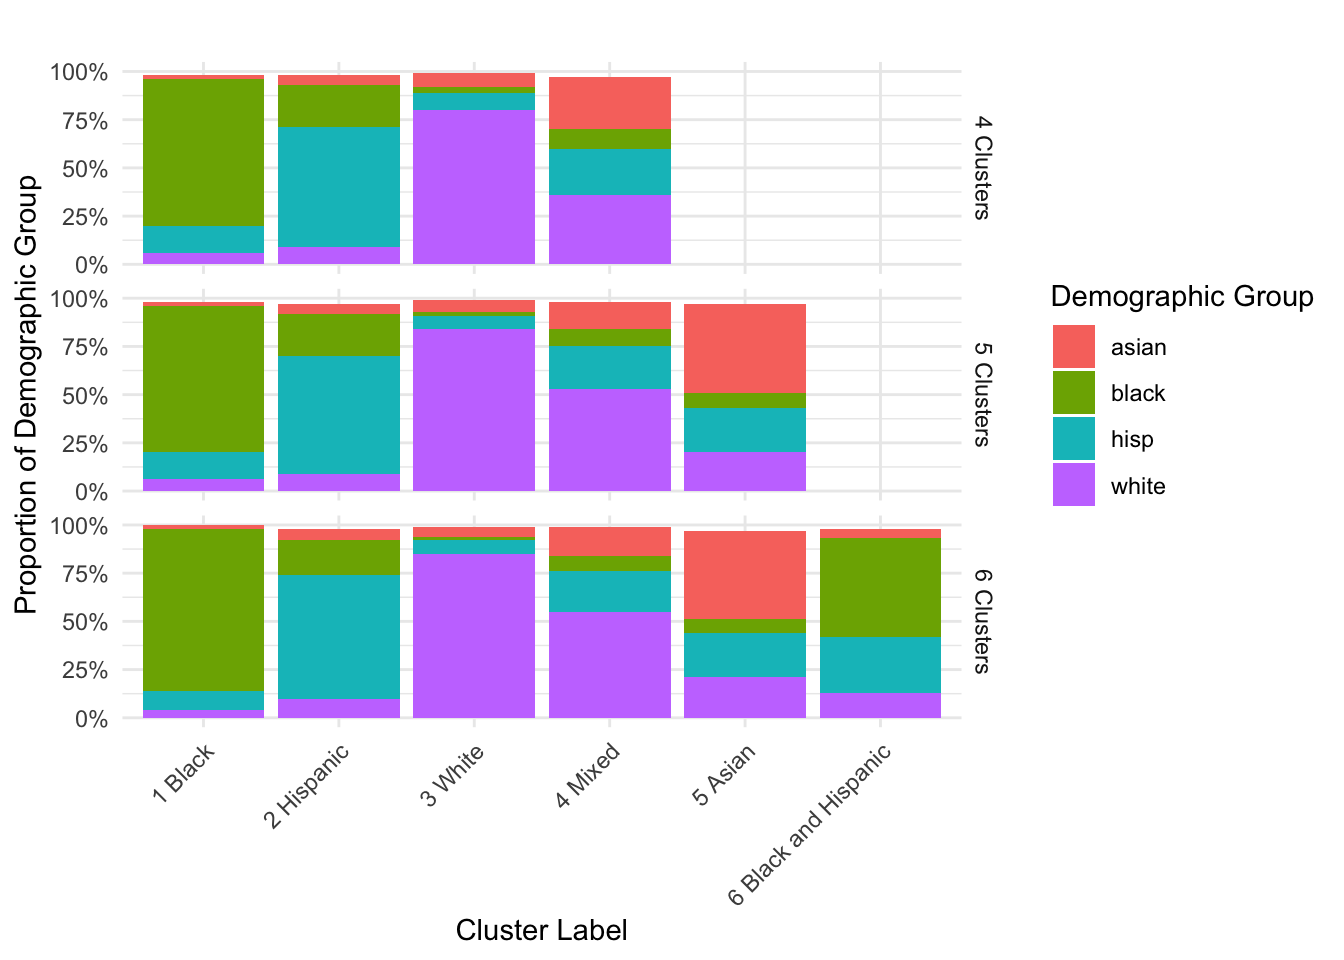 Proportion of Demographic Group
100%
75%
50%
25%
0%
4 Clusters
100%
75%
50%
25%
0%
5 Clusters
100%
75%
50%
25%
0%
6 Clusters
1 Black
2 Hispanic
3 White
4 Mixed
5 Asian
6 Black and Hispanic
Cluster Label
Demographic Group
asian
black
hisp
white